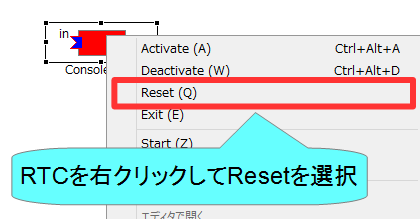 in
Console
Activate (A) Ctrl+Alt+A
Deactivate (W) Ctrl+Alt+D
Reset (Q)
Exit (E)
Start (Z)
RTCを右クリックしてResetを選択
エディタで開く